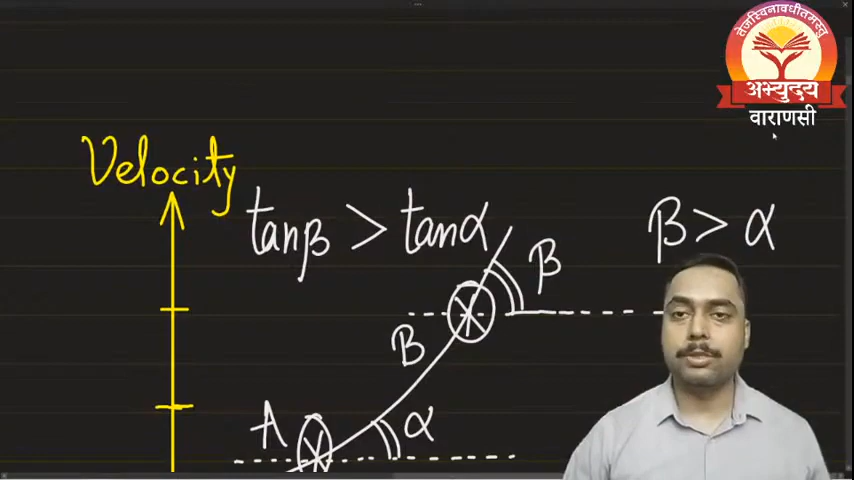 तेजस्विनावधीतमस्तु
अभ्युदय
वाराणसी
Velocity
tanβ > tanα
β > α
β
B
A
α